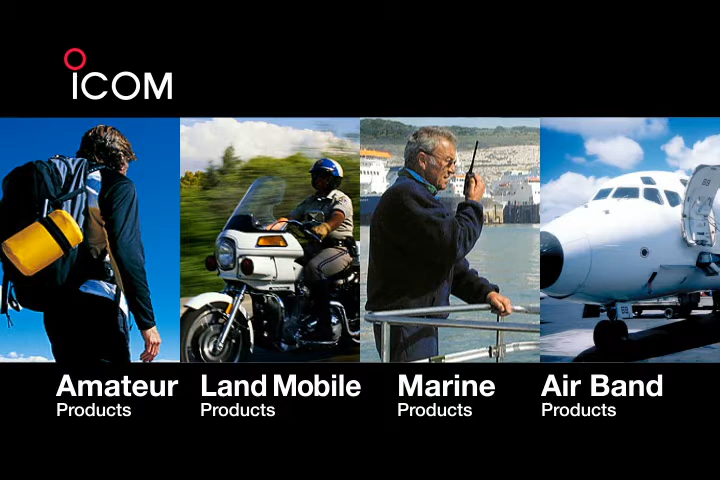 ICOM
Amateur
Products
Land Mobile
Products
Marine
Products
Air Band
Products